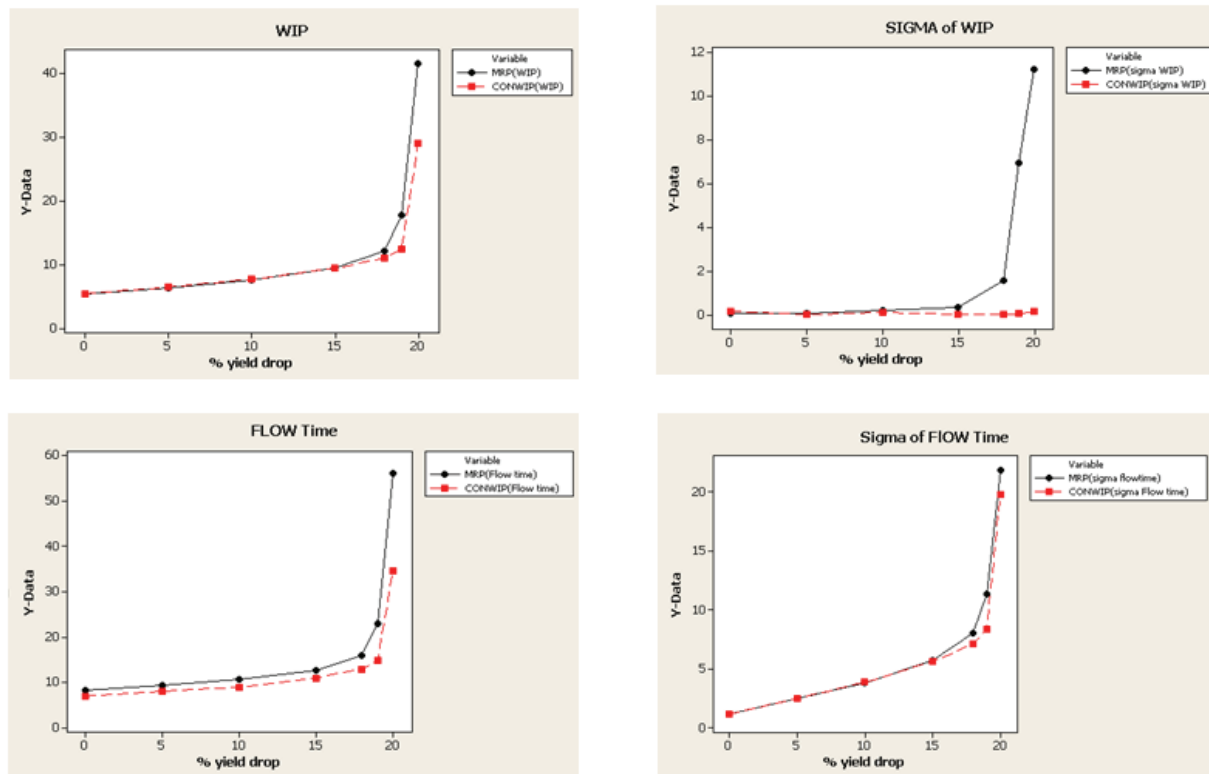 WIP
Variable
MRP(WIP)
CONWIP(WIP)
Y-Data
40
30
20
10
0
0 5 10 15 20
% yield drop
SIGMA of WIP
Variable
MRP(sigma WIP)
CONWIP(sigma WIP)
Y-Data
12
10
8
6
4
2
0
0 5 10 15 20
% yield drop
FLOW Time
Variable
MRP(Flow time)
CONWIP(Flow time)
Y-Data
60
50
40
30
20
10
0
0 5 10 15 20
% yield drop
Sigma of FlOW Time
Variable
MRP(sigma flowtime)
CONWIP(sigma Flow time)
Y-Data
20
15
10
5
0
0 5 10 15 20
% yield drop